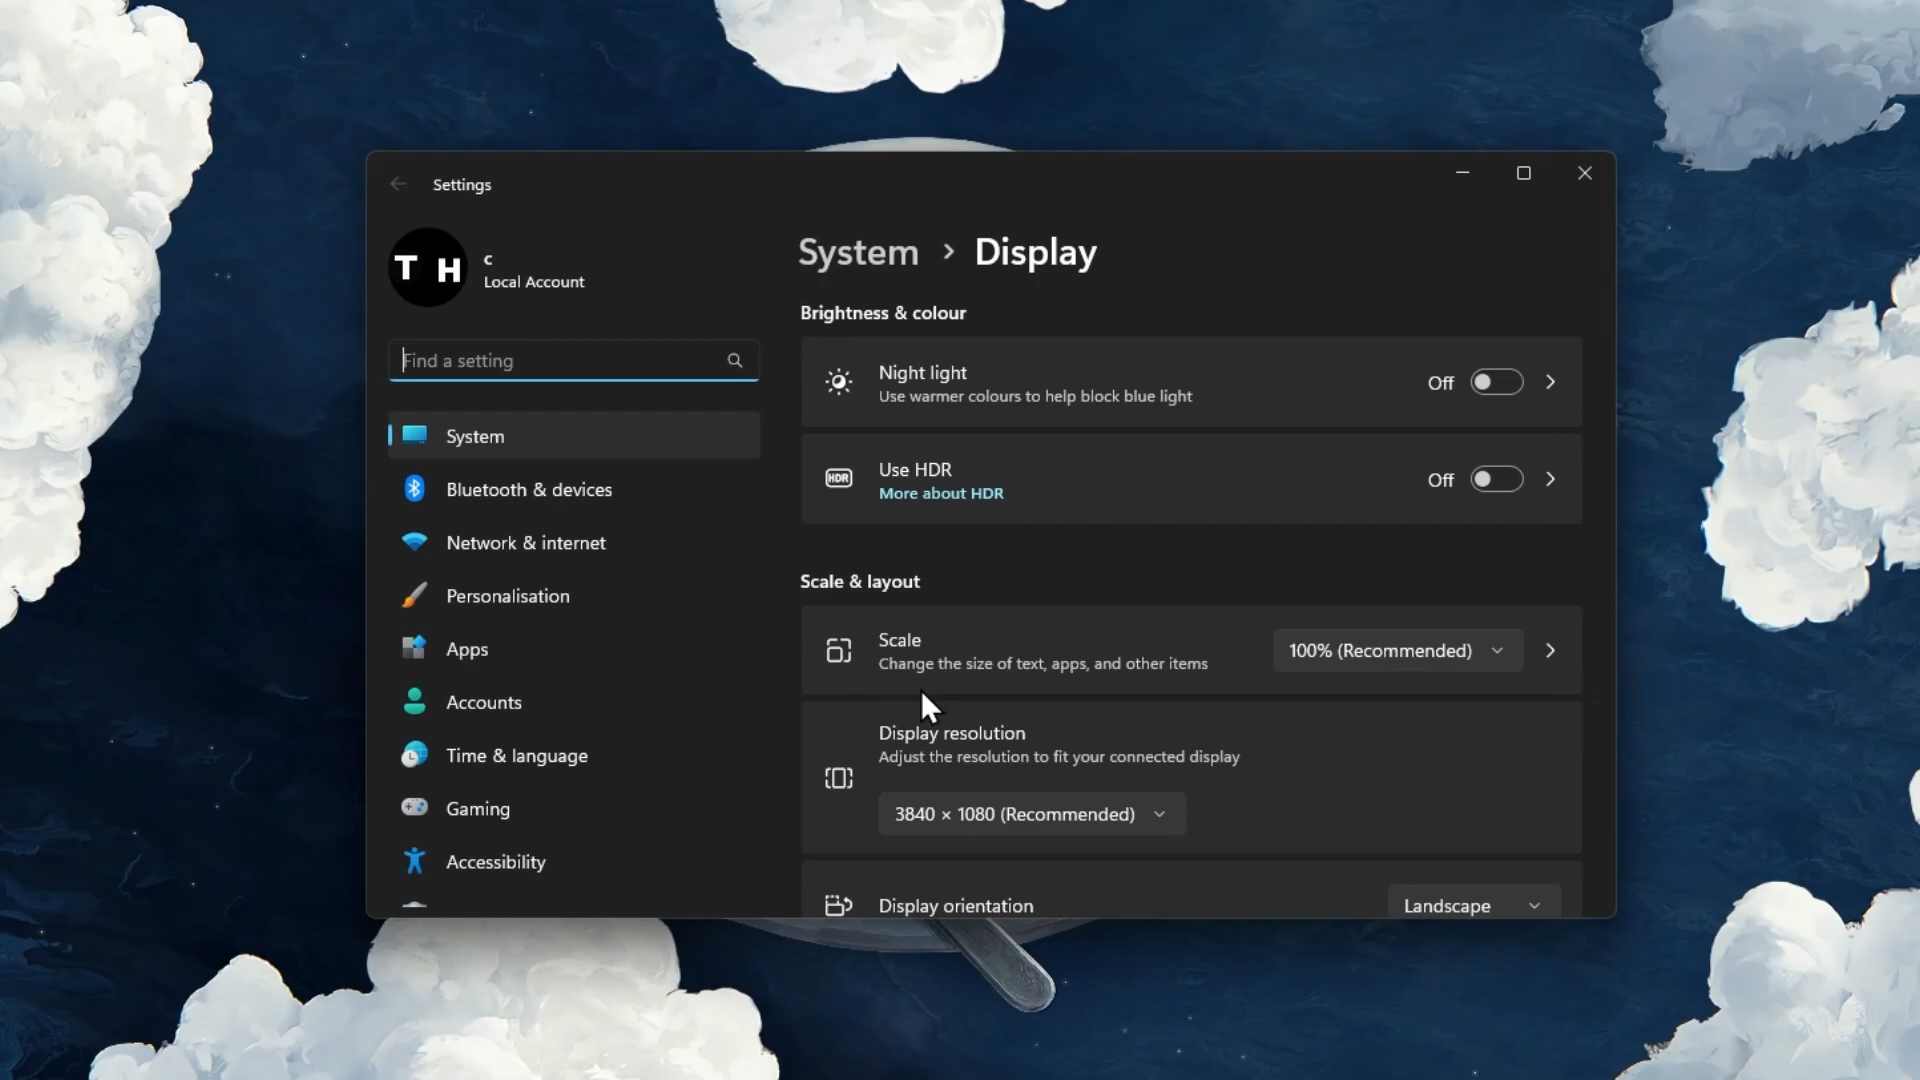 Settings
T H
c
Local Account
Find a setting
System
Bluetooth & devices
Network & internet
Personalisation
Apps
Accounts
Time & language
Gaming
Accessibility
System > Display
Brightness & colour
Night light
Use warmer colours to help block blue light
Off
HDR
Use HDR
More about HDR
Off
Scale & layout
Scale
Change the size of text, apps, and other items
100% (Recommended)
Display resolution
Adjust the resolution to fit your connected display
3840 × 1080 (Recommended)
Display orientation
Landscape